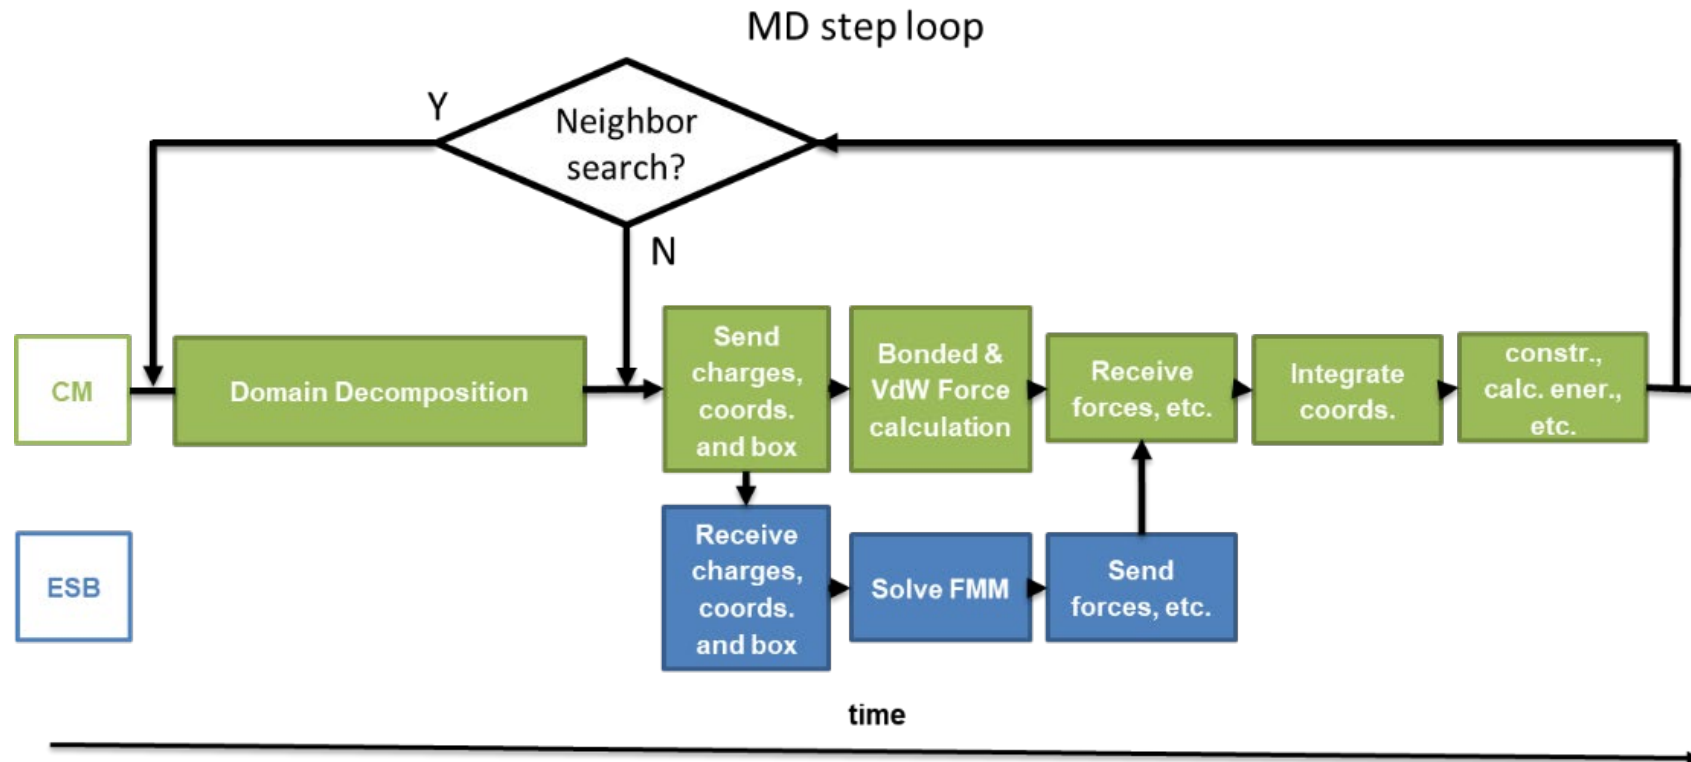 MD step loop
Y
Neighbor
search?
N
CM
Domain Decomposition
Send
charges,
coords.
and box
Bonded &
VdW Force
calculation
Receive
forces, etc.
Integrate
coords.
constr.,
calc. ener.,
etc.
ESB
Receive
charges,
coords.
and box
Solve FMM
Send
forces, etc.
time